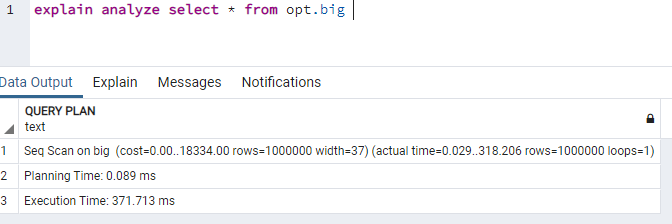 1 explain analyze select * from opt.big
Data Output Explain Messages Notifications
QUERY PLAN
text
1 Seq Scan on big (cost=0.00..18334.00 rows=1000000 width=37) (actual time=0.029..318.206 rows=1000000 loops=1)
2 Planning Time: 0.089 ms
3 Execution Time: 371.713 ms